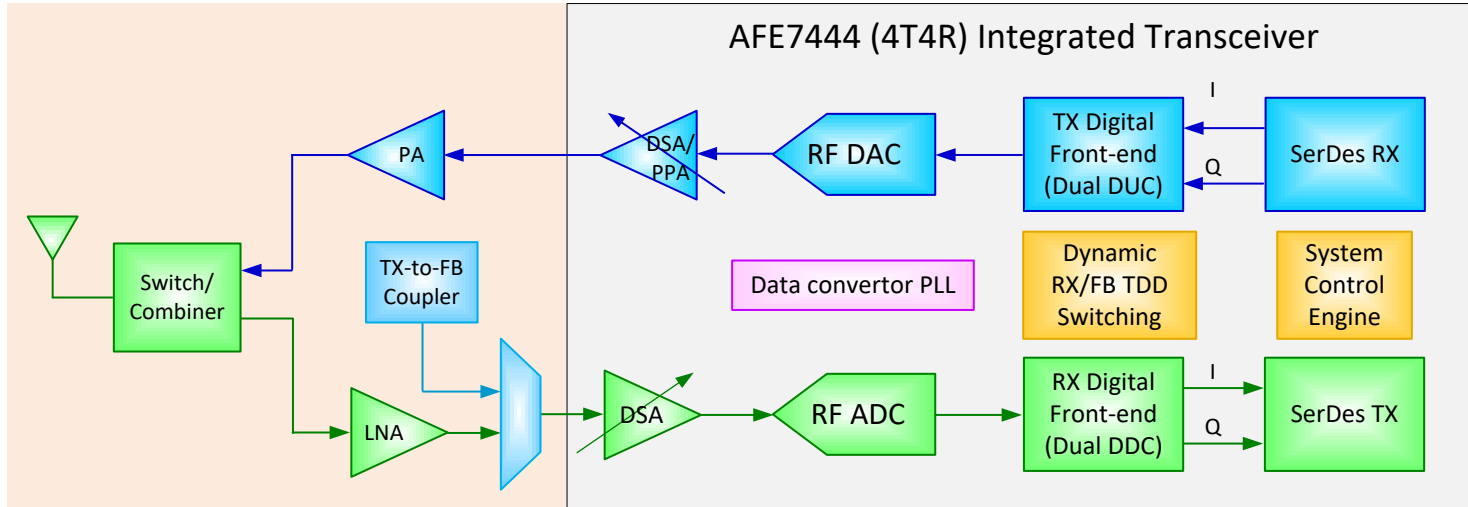 AFE7444 (4T4R) Integrated Transceiver
PA
DSA/
PPA
RF DAC
TX Digital
Front-end
(Dual DUC)
I
Q
SerDes RX
Switch/
Combiner
TX-to-FB
Coupler
Data convertor PLL
Dynamic
RX/FB TDD
Switching
System
Control
Engine
LNA
DSA
RF ADC
RX Digital
Front-end
(Dual DDC)
I
Q
SerDes TX